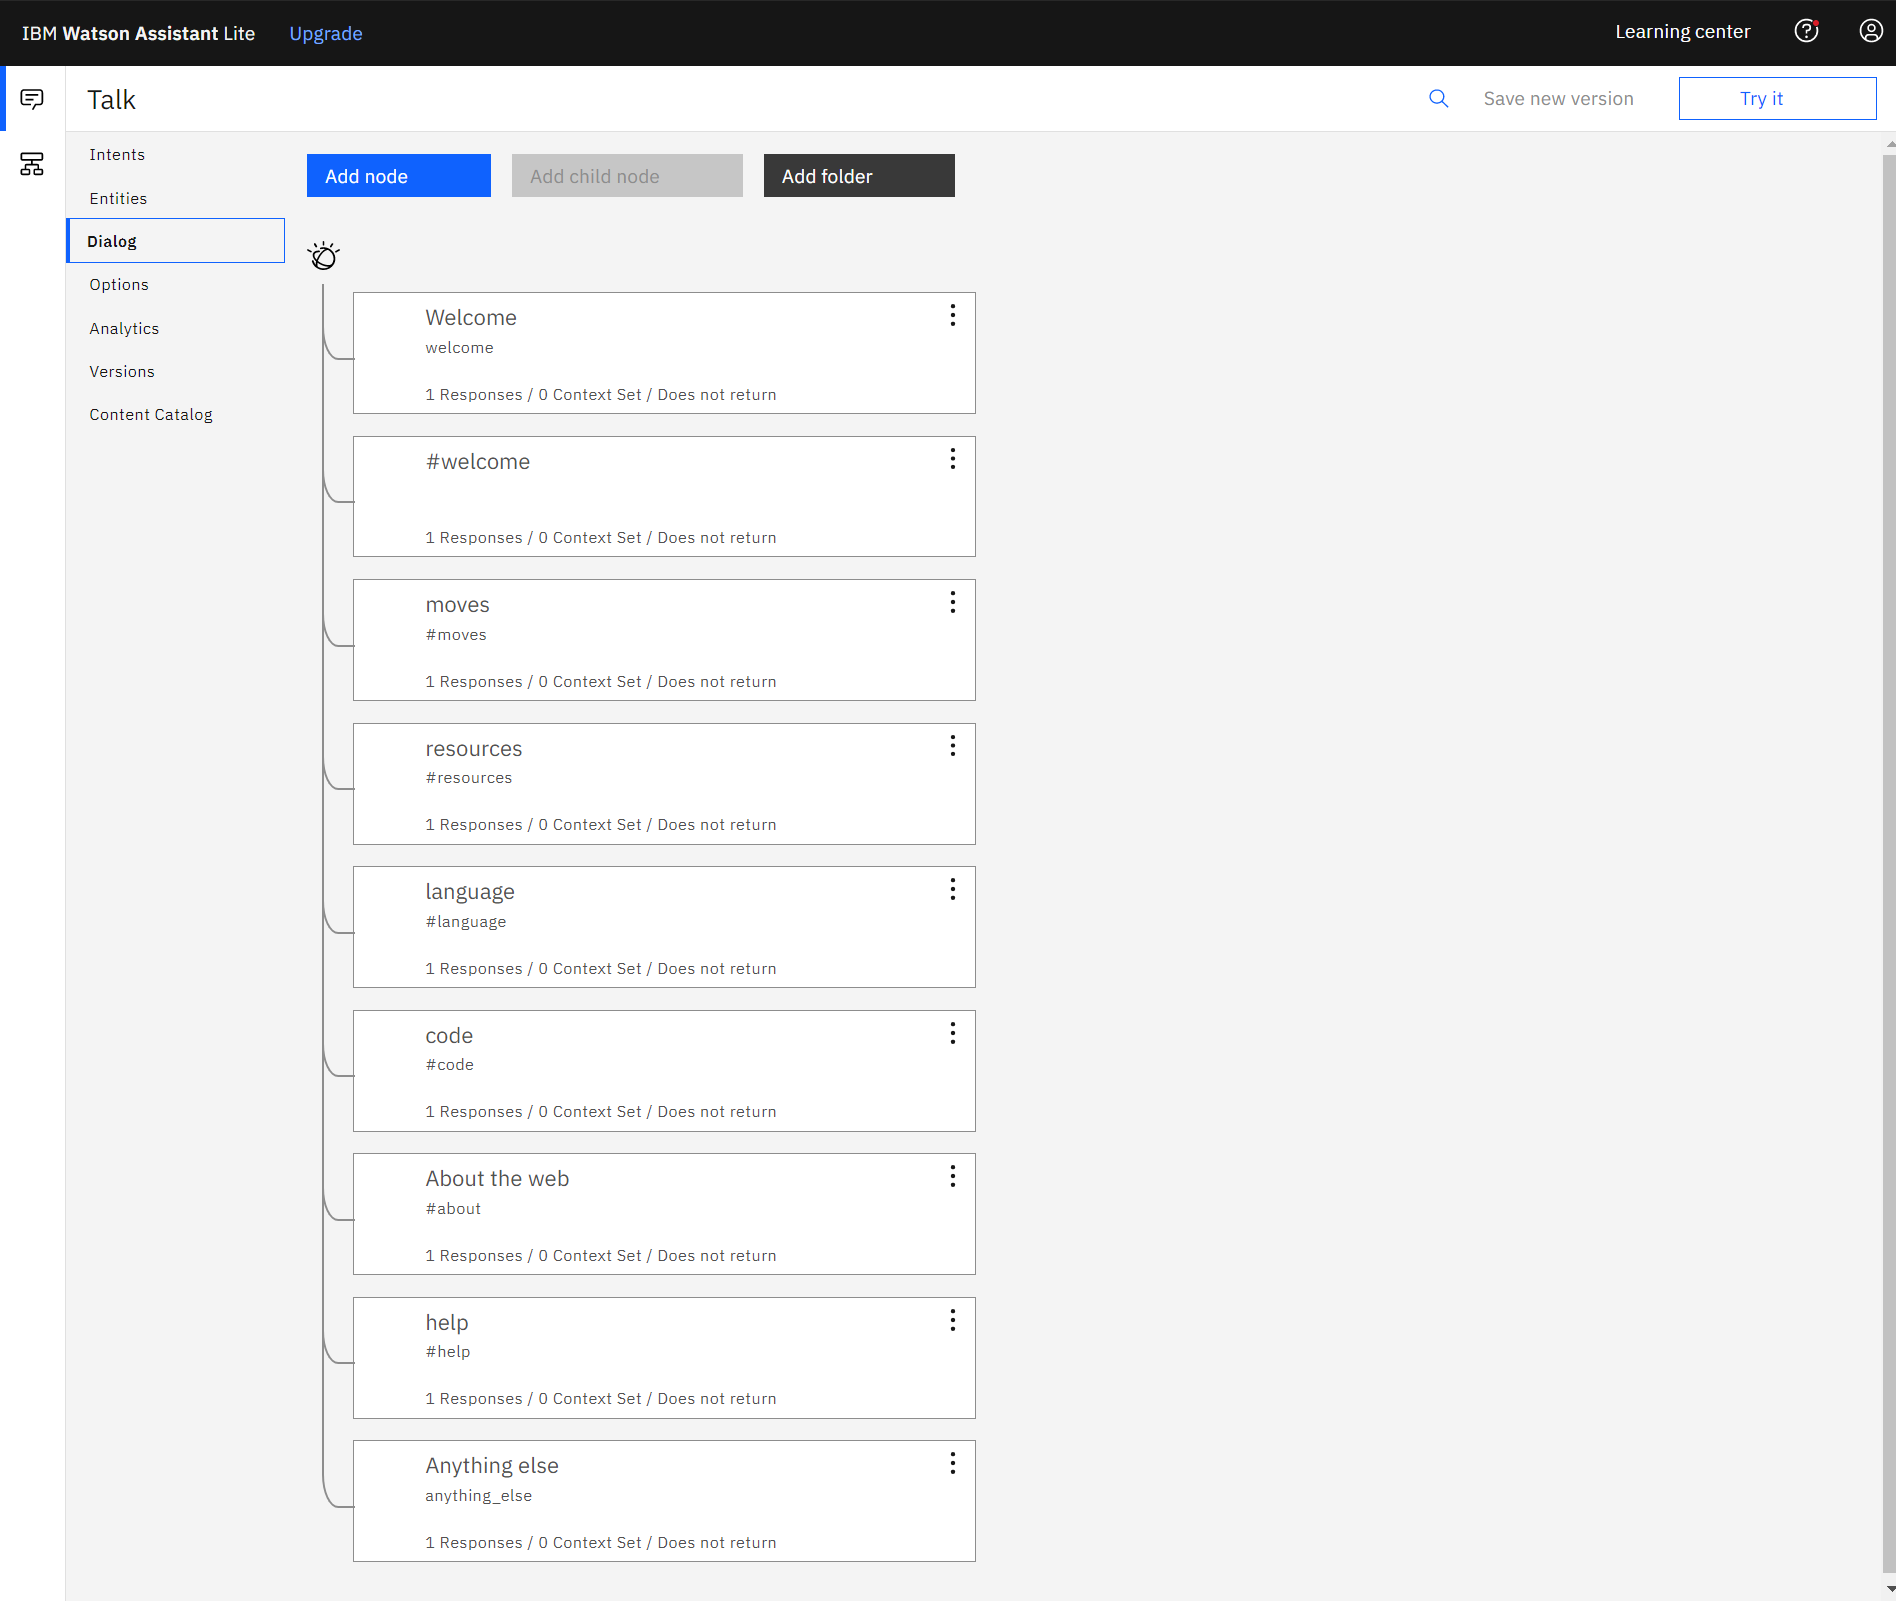 IBM Watson Assistant Lite Upgrade Learning center
Talk Save new version Try it
Intents
Entities
Dialog
Options
Analytics
Versions
Content Catalog
Add node Add child node Add folder
Welcome
welcome
1 Responses / 0 Context Set / Does not return
#welcome
1 Responses / 0 Context Set / Does not return
moves
#moves
1 Responses / 0 Context Set / Does not return
resources
#resources
1 Responses / 0 Context Set / Does not return
language
#language
1 Responses / 0 Context Set / Does not return
code
#code
1 Responses / 0 Context Set / Does not return
About the web
#about
1 Responses / 0 Context Set / Does not return
help
#help
1 Responses / 0 Context Set / Does not return
Anything else
anything_else
1 Responses / 0 Context Set / Does not return